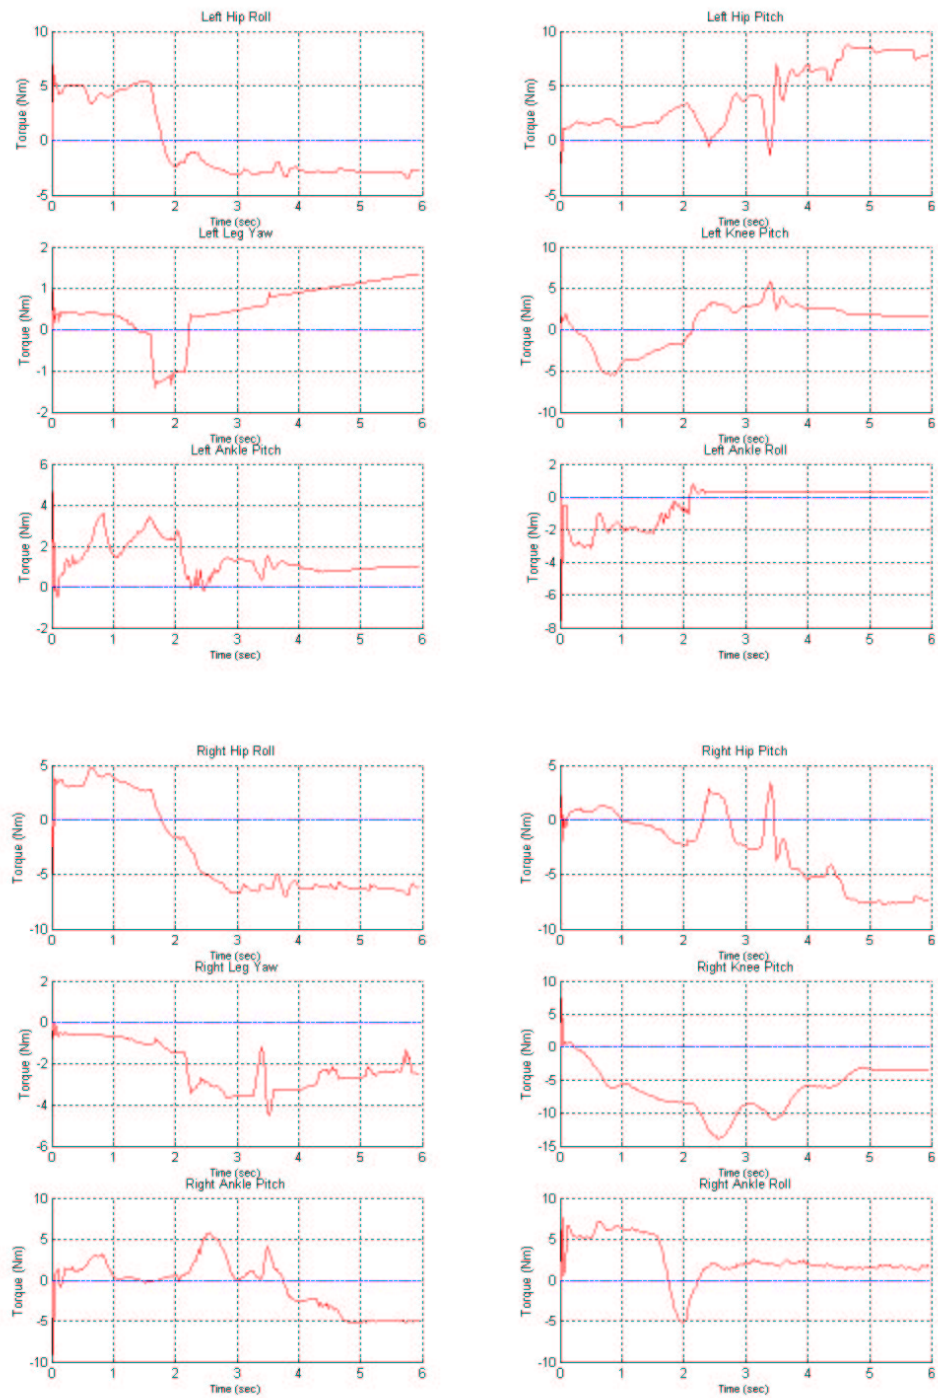 Left Hip Roll
10
5
0
-5
Torque (Nm)
0 1 2 3 4 5 6
Time (sec)
Left Hip Pitch
10
5
0
-5
Torque (Nm)
0 1 2 3 4 5 6
Time (sec)
Left Leg Yaw
2
1
0
-1
-2
Torque (Nm)
0 1 2 3 4 5 6
Time (sec)
Left Knee Pitch
10
5
0
-5
-10
Torque (Nm)
0 1 2 3 4 5 6
Time (sec)
Left Ankle Pitch
6
4
2
0
-2
Torque (Nm)
0 1 2 3 4 5 6
Time (sec)
Left Ankle Roll
2
0
-2
-4
-6
-8
Torque (Nm)
0 1 2 3 4 5 6
Time (sec)
Right Hip Roll
5
0
-5
-10
Torque (Nm)
0 1 2 3 4 5 6
Time (sec)
Right Hip Pitch
5
0
-5
-10
Torque (Nm)
0 1 2 3 4 5 6
Time (sec)
Right Leg Yaw
2
0
-2
-4
-6
Torque (Nm)
0 1 2 3 4 5 6
Time (sec)
Right Knee Pitch
10
5
0
-5
-10
-15
Torque (Nm)
0 1 2 3 4 5 6
Time (sec)
Right Ankle Pitch
10
5
0
-5
-10
Torque (Nm)
0 1 2 3 4 5 6
Time (sec)
Right Ankle Roll
10
5
0
-5
-10
Torque (Nm)
0 1 2 3 4 5 6
Time (sec)